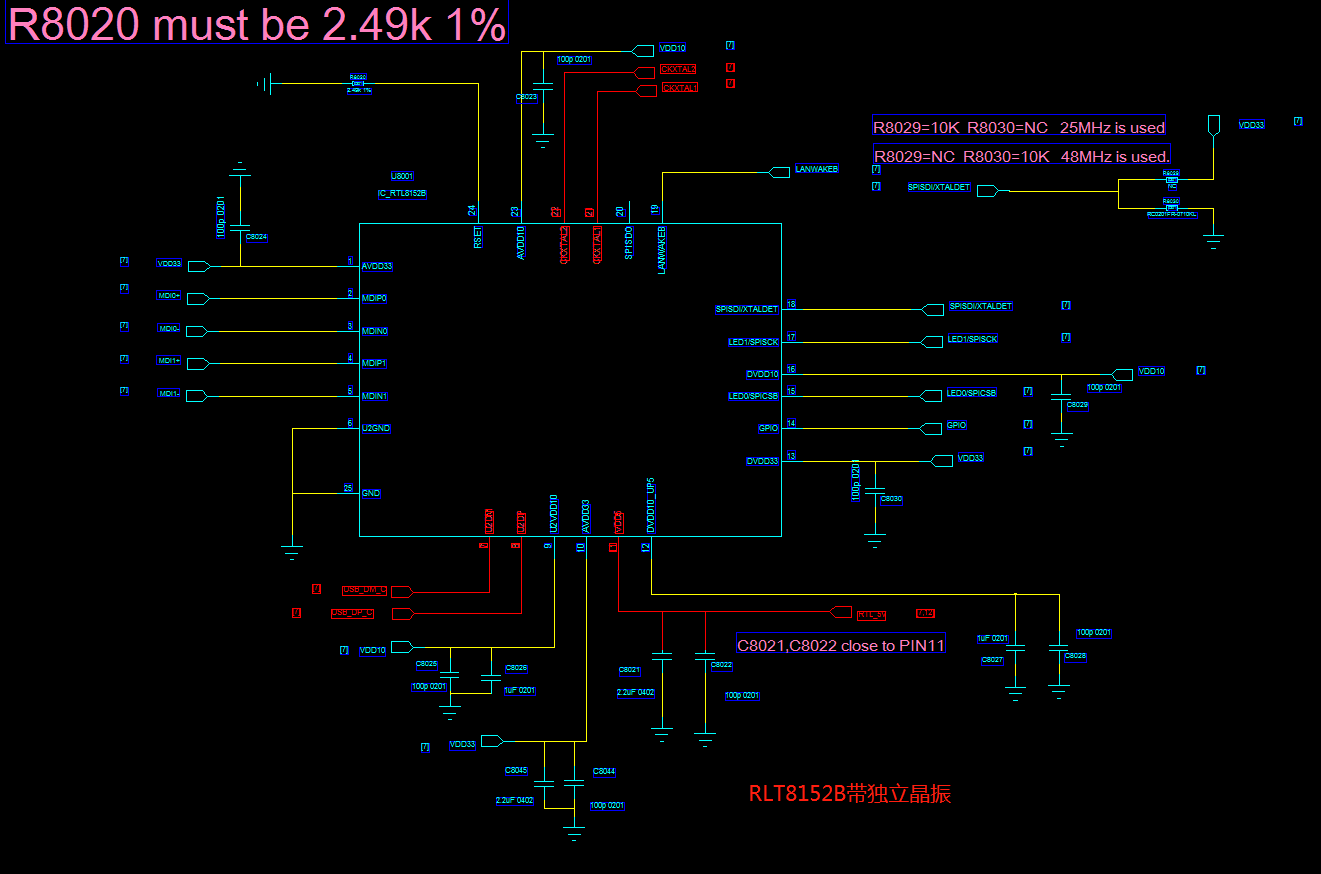 R8020 must be 2.49k 1%
VDD10 [7]
100p 0201
CKXTAL2 [7]
CKXTAL1 [7]
2.49k 1%
C8023
R8029=10K R8030=NC 25MHz is used
VDD33 [7]
R8029=NC R8030=10K 48MHz is used.
LANWAKEB [7]
U8001
[7] SPISDI/XTALDET
NC
IC_RTL8152B
100p 0201
C8024
24 23 22 21 20 19
RSET AVDD10 CKXTAL2 CKXTAL1 SPISDO LANWAKEB
[7] VDD33 1 AVDD33
[7] MDI0+ 2 MDIP0
SPISDI/XTALDET 18 SPISDI/XTALDET [7]
[7] MDI0- 3 MDIN0
LED1/SPISCK 17 LED1/SPISCK [7]
[7] MDI1+ 4 MDIP1
DVDD10 16 VDD10 [7]
100p 0201
[7] MDI1- 5 MDIN1
LED0/SPICSB 15 LED0/SPICSB [7]
C8029
6 U2GND
GPIO 14 GPIO [7]
DVDD33 13 VDD33 [7]
100p 0201
C8030
25 GND
U2DM U2DP U2VDD10 AVDD33 VDD5 DVDD10_UP5
7 8 9 10 11 12
[7] USB_DM_C
[7] USB_DP_C
RTL_5V [7,12]
[7] VDD10
C8021,C8022 close to PIN11
1uF 0201
C8027
100p 0201
C8028
C8025
100p 0201
C8026
1uF 0201
C8021
2.2uF 0402
C8022
100p 0201
[7] VDD33
C8045
2.2uF 0402
C8044
100p 0201
RLT8152B带独立晶振